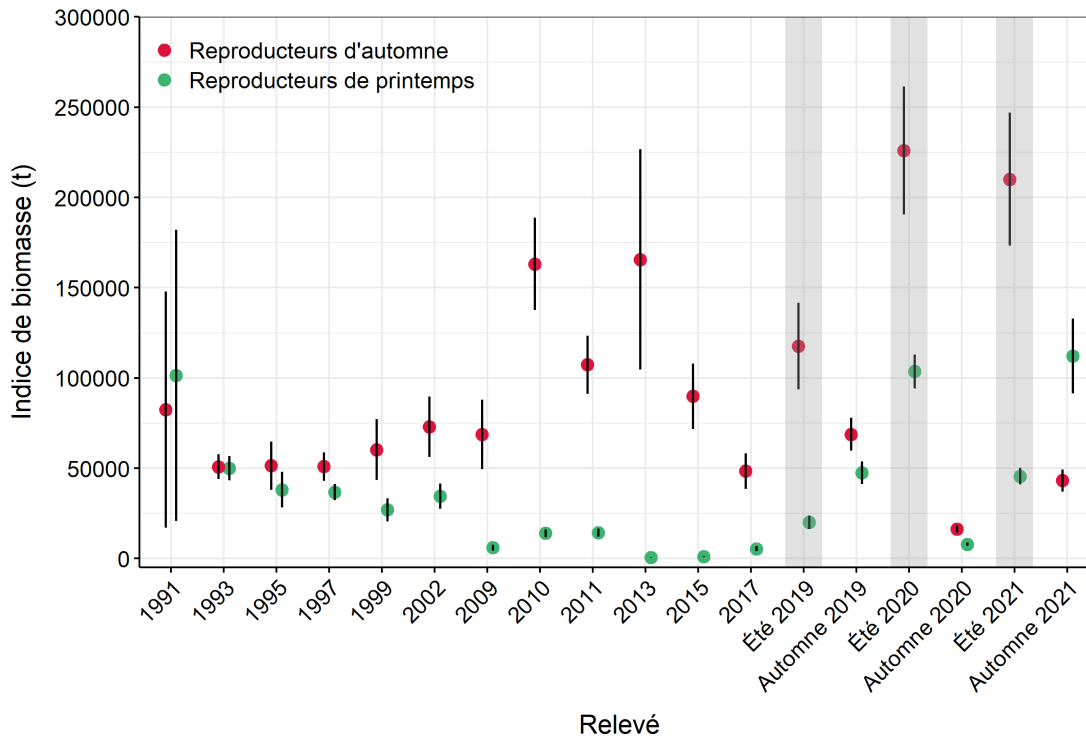 300000
250000
200000
150000
100000
50000
0
Indice de biomasse (t)
Reproducteurs d'automne
Reproducteurs de printemps
1991
1993
1995
1997
1999
2002
2009
2010
2011
2013
2015
2017
Été 2019
Automne 2019
Été 2020
Automne 2020
Été 2021
Automne 2021
Relevé